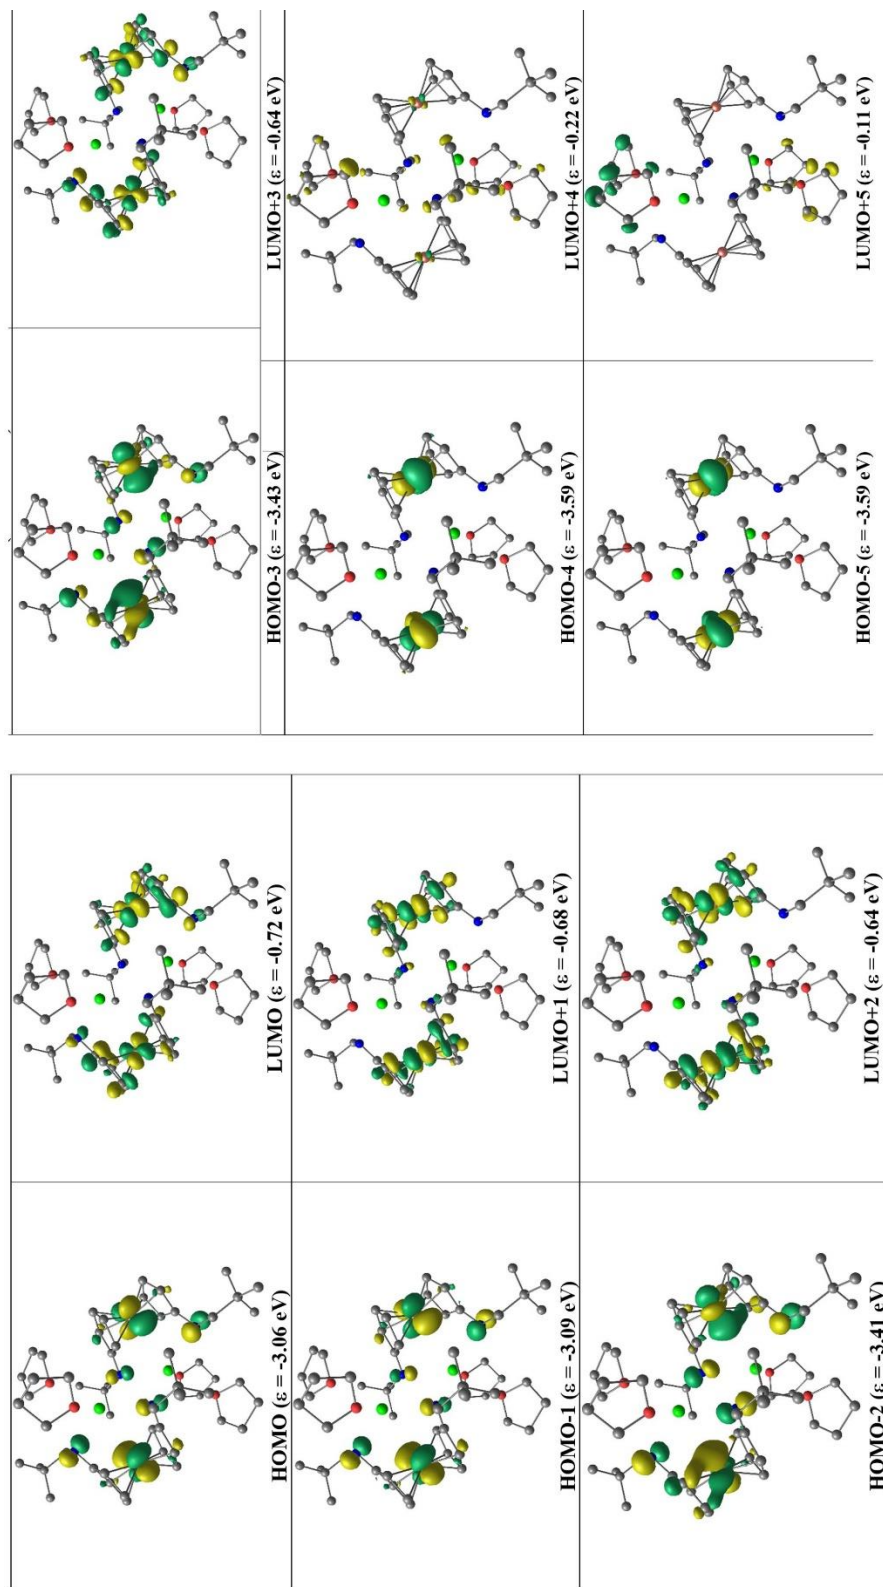 HOMO (ε = -3.06 eV)
LUMO (ε = -0.72 eV)
HOMO-1 (ε = -3.09 eV)
LUMO+1 (ε = -0.68 eV)
HOMO-2 (ε = -3.41 eV)
LUMO+2 (ε = -0.64 eV)
HOMO-3 (ε = -3.43 eV)
LUMO+3 (ε = -0.64 eV)
HOMO-4 (ε = -3.59 eV)
LUMO+4 (ε = -0.22 eV)
HOMO-5 (ε = -3.59 eV)
LUMO+5 (ε = -0.11 eV)